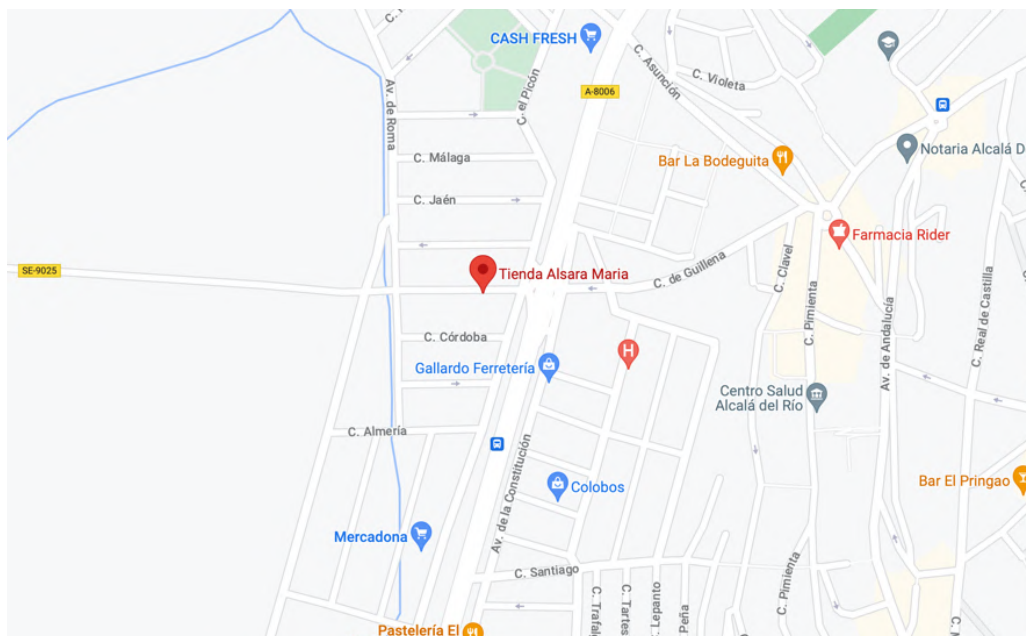 CASH FRESH
C. Asunción
C. Violeta
A-8006
Av. de Roma
C. el Picón
Notaria Alcalá D
C. Málaga
Bar La Bodeguita
C. Jaén
Farmacia Rider
SE-9025
Tienda Alsara Maria
C. de Guillena
C. Clavel
C. Pimienta
Av. de Andalucía
C. Real de Castilla
C. Córdoba
H
Gallardo Ferretería
Centro Salud
Alcalá del Río
C. Almería
Av. de la Constitución
Colobos
Bar El Pringao
Mercadona
C. Santiago
C. Pimienta
C. Trafal
C. Tartes
C. Lepanto
Peña
Pastelería El